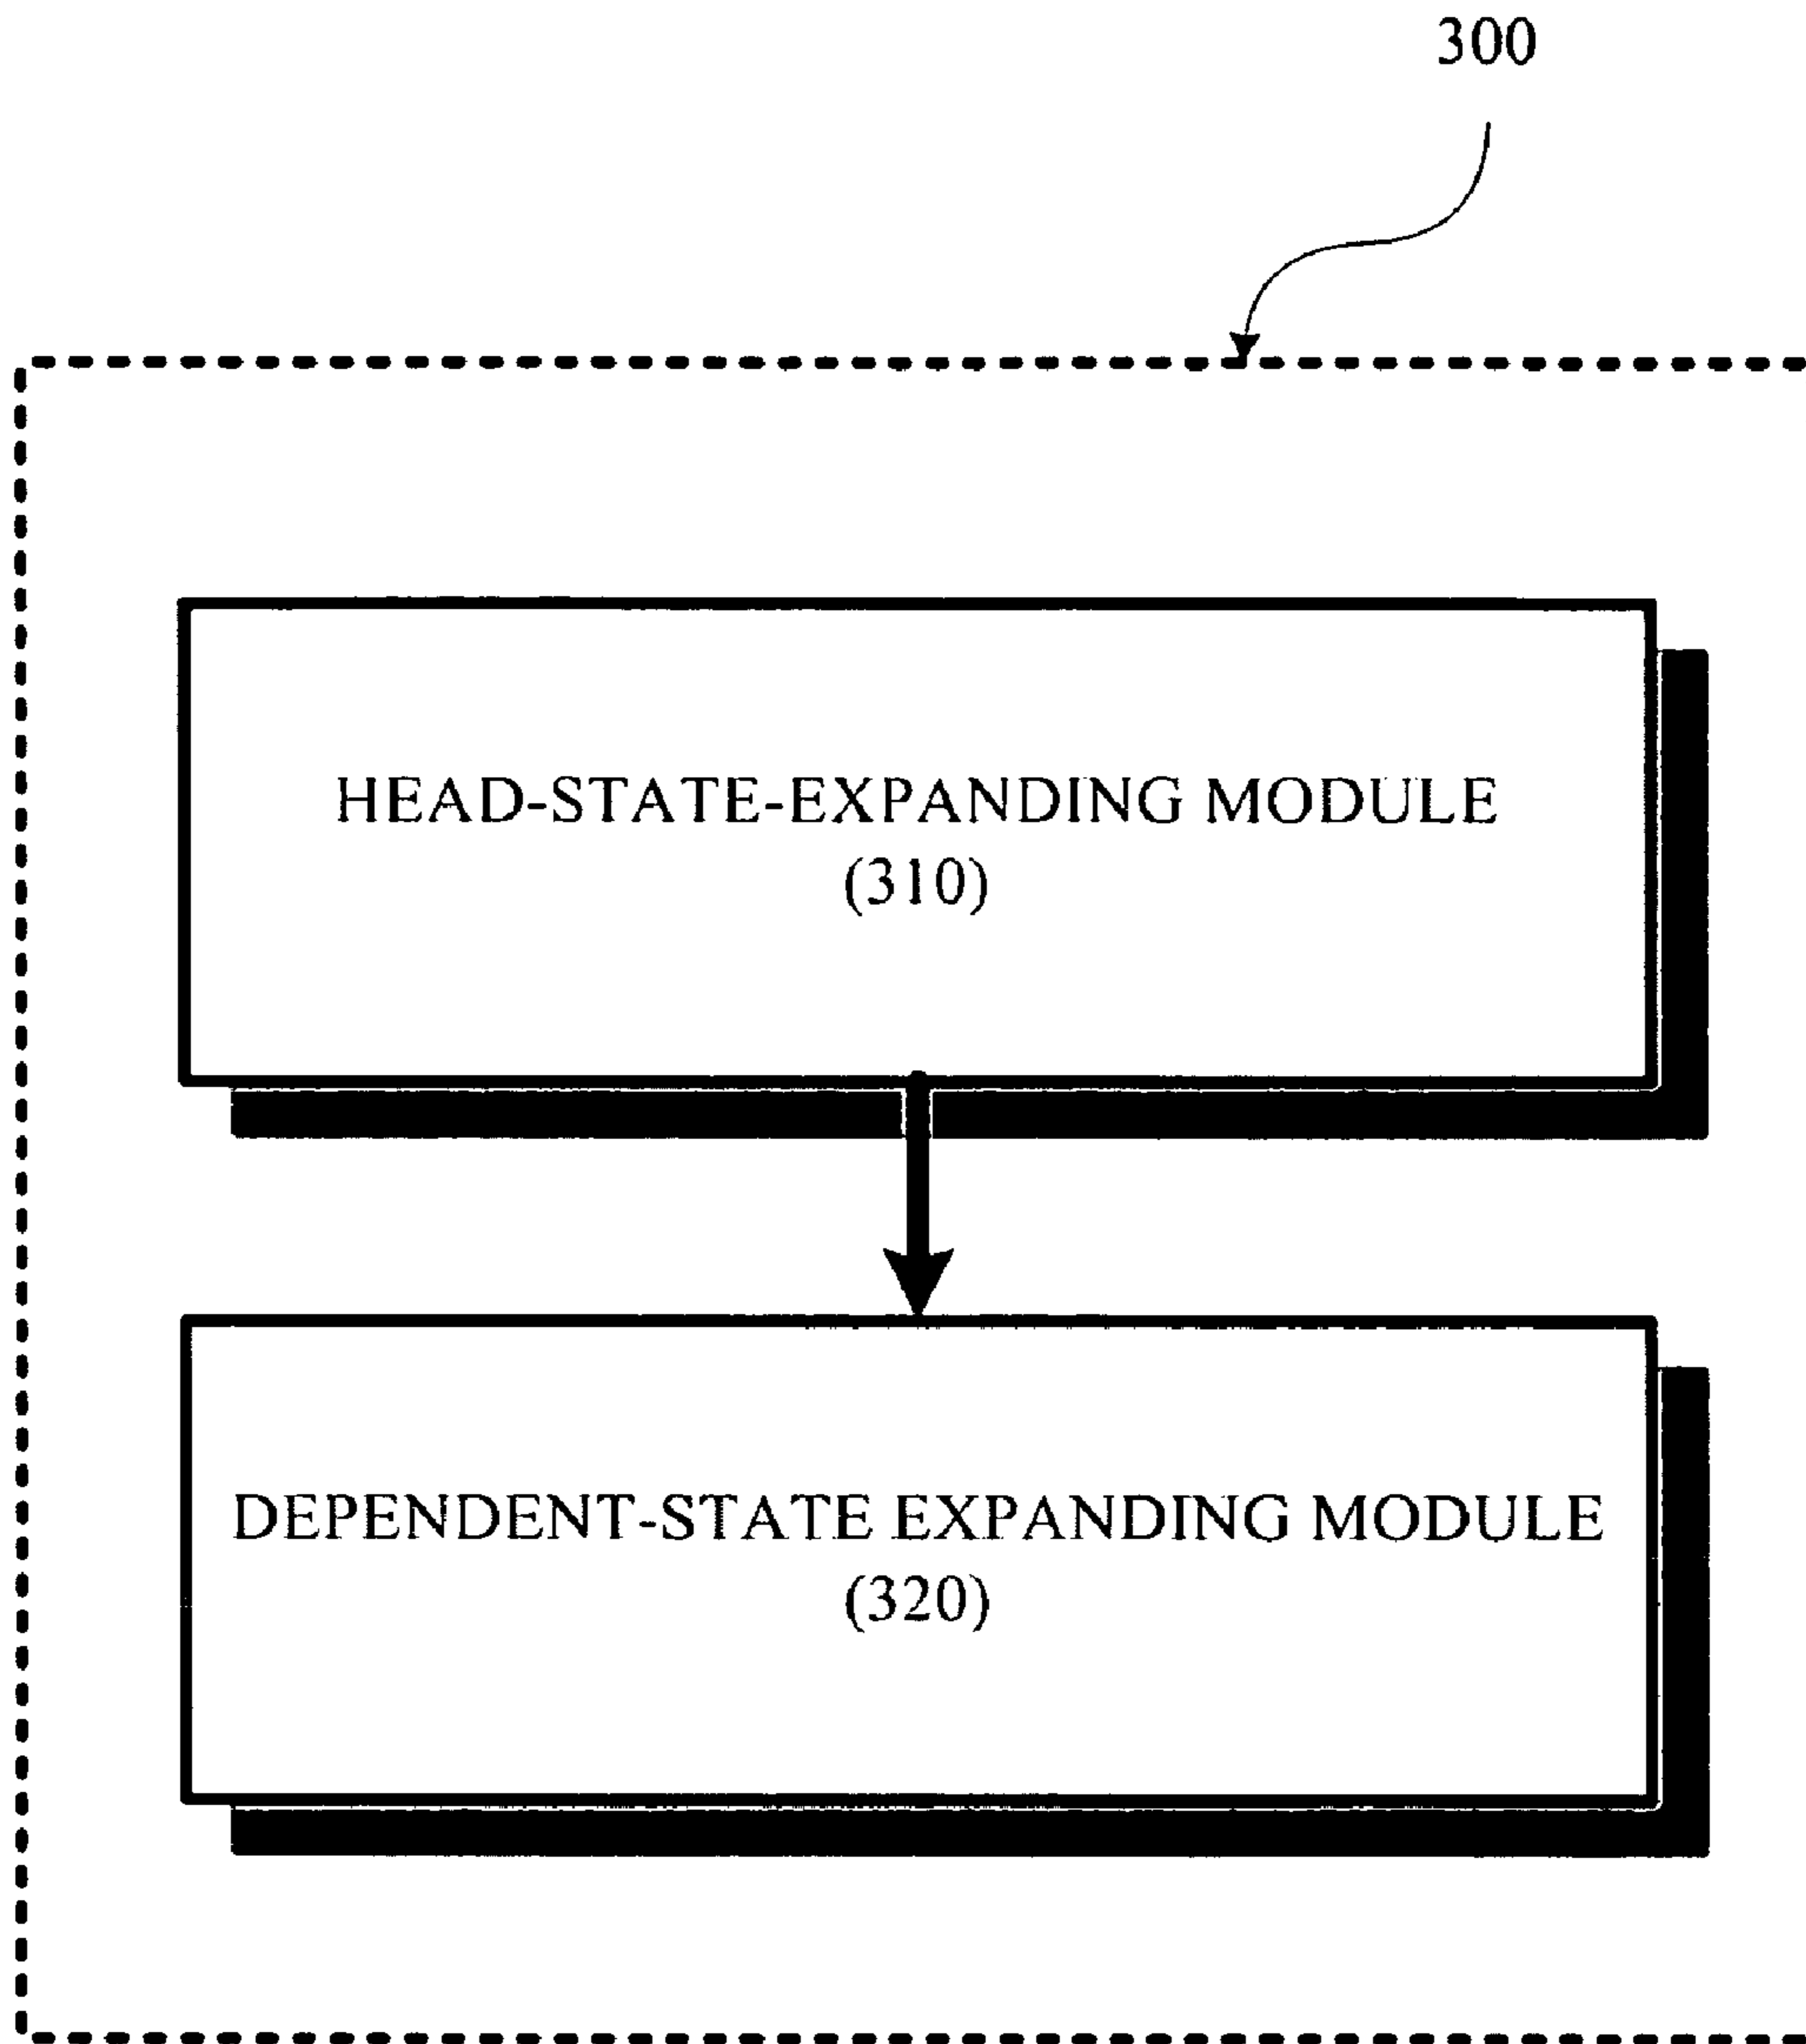 300
HEAD-STATE-EXPANDING MODULE
(310)
DEPENDENT-STATE EXPANDING MODULE
(320)